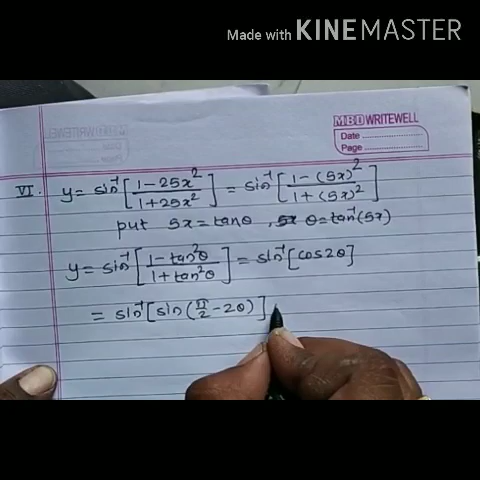 Made with KINEMASTER
MBD WRITEWELL
Date
Page
VI. y = sin⁻¹[1-25x²/1+25x²] = sin⁻¹[1-(5x)²/1+(5x)²]
put 5x = tanθ, θ = tan⁻¹(5x)
y = sin⁻¹[1-tan²θ/1+tan²θ] = sin⁻¹[cos2θ]
= sin⁻¹[sin(π/2-2θ)]